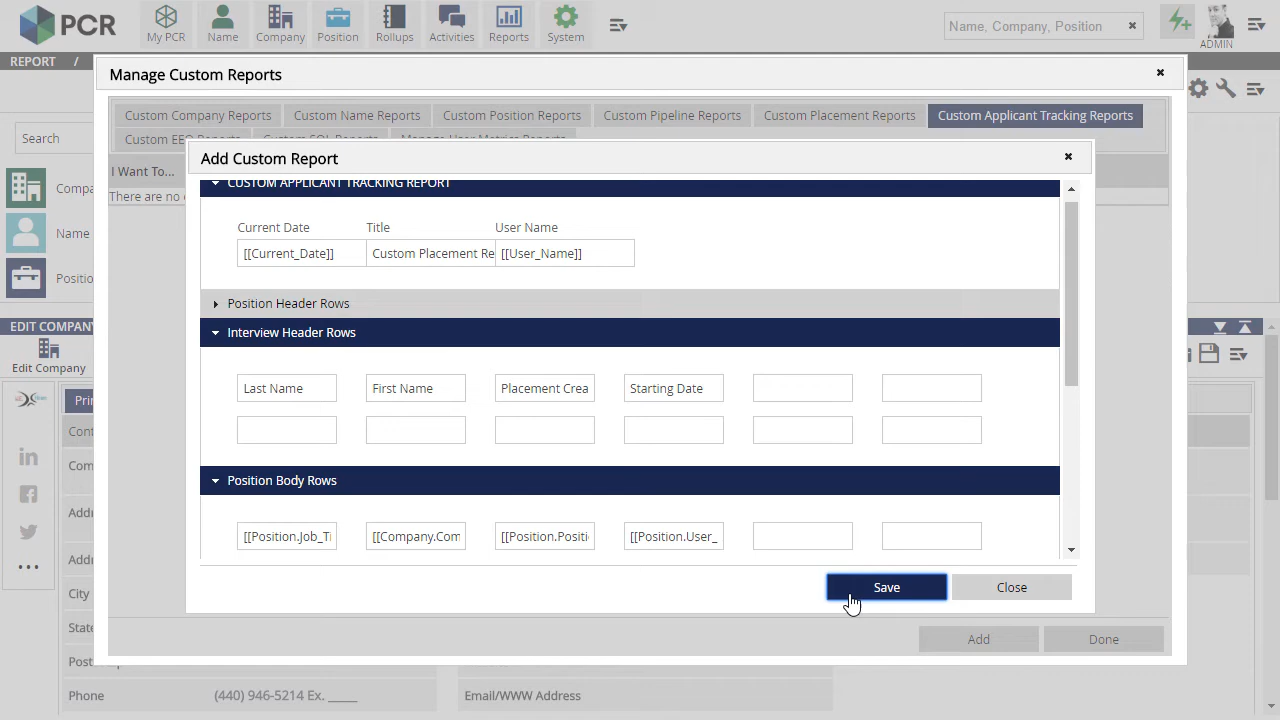 PCR
My PCR
Name
Company
Position
Rollups
Activities
Reports
System
Name, Company, Position
ADMIN
REPORT /
Manage Custom Reports
Custom Company Reports
Custom Name Reports
Custom Position Reports
Custom Pipeline Reports
Custom Placement Reports
Custom Applicant Tracking Reports
Custom EEO Reports
Custom SQL Reports
Manage User Metrics Reports
Search
Add Custom Report
I Want To...
There are no
CUSTOM APPLICANT TRACKING REPORT
Compa
Name
Positio
Current Date
Title
User Name
[[Current_Date]]
Custom Placement Re
[[User_Name]]
Position Header Rows
EDIT COMPANY
Interview Header Rows
Edit Company
Last Name
First Name
Placement Crea
Starting Date
Prin
Cont
Com
Addr
Addr
City
State
Post
Position Body Rows
[[Position.Job_Ti
[[Company.Com
[[Position.Positi
[[Position.User_
Save
Close
Add
Done
Phone
(440) 946-5214 Ex. _____
Email/WWW Address